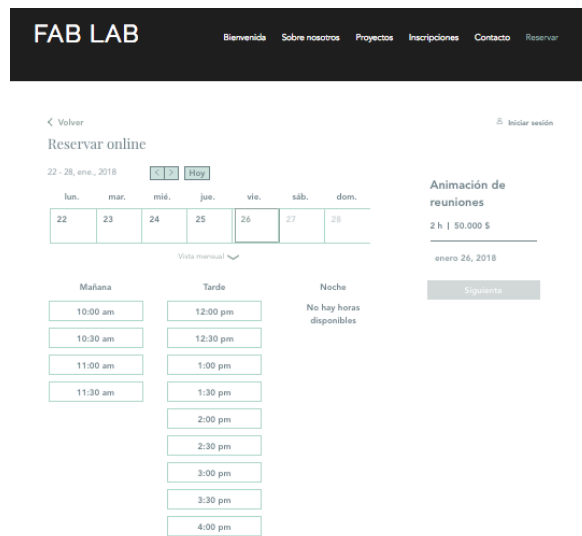 FAB LAB
Bienvenida Sobre nosotros Proyectos Inscripciones Contacto Reservar
Volver
Iniciar sesión
Reservar online
22 - 28, ene., 2018 < > Hoy
lun. mar. mié. jue. vie. sáb. dom.
22 23 24 25 26 27 28
Vista mensual
Mañana
10:00 am
10:30 am
11:00 am
11:30 am
Tarde
12:00 pm
12:30 pm
1:00 pm
1:30 pm
2:00 pm
2:30 pm
3:00 pm
3:30 pm
4:00 pm
Noche
No hay horas
disponibles
Animación de
reuniones
2 h | 50.000 $
enero 26, 2018
Siguiente